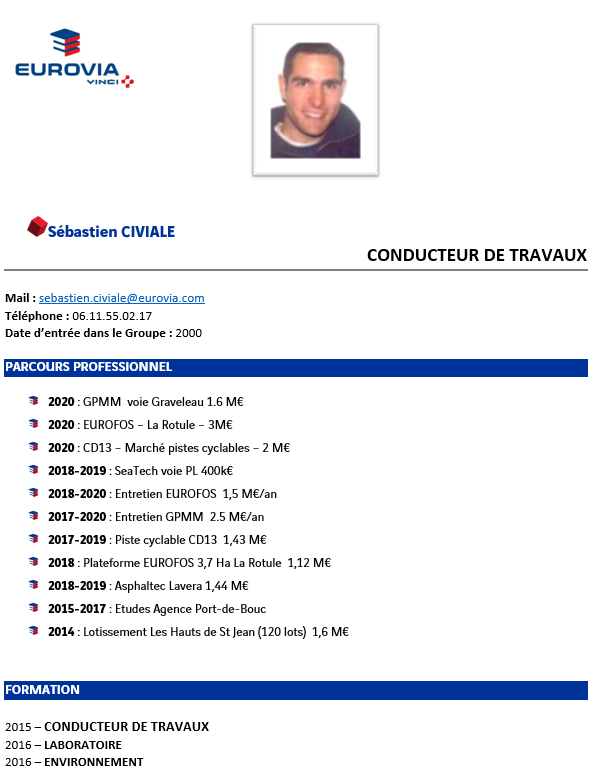 EUROVIA
VINCI
Sébastien CIVIALE
CONDUCTEUR DE TRAVAUX
Mail : sebastien.civiale@eurovia.com
Téléphone : 06.11.55.02.17
Date d'entrée dans le Groupe : 2000
PARCOURS PROFESSIONNEL
2020 : GPMM voie Graveleau 1.6 M€
2020 : EUROFOS – La Rotule – 3M€
2020 : CD13 – Marché pistes cyclables – 2 M€
2018-2019 : SeaTech voie PL 400k€
2018-2020 : Entretien EUROFOS 1,5 M€/an
2017-2020 : Entretien GPMM 2.5 M€/an
2017-2019 : Piste cyclable CD13 1,43 M€
2018 : Plateforme EUROFOS 3,7 Ha La Rotule 1,12 M€
2018-2019 : Asphaltec Lavera 1,44 M€
2015-2017 : Etudes Agence Port-de-Bouc
2014 : Lotissement Les Hauts de St Jean (120 lots) 1,6 M€
FORMATION
2015 – CONDUCTEUR DE TRAVAUX
2016 – LABORATOIRE
2016 – ENVIRONNEMENT